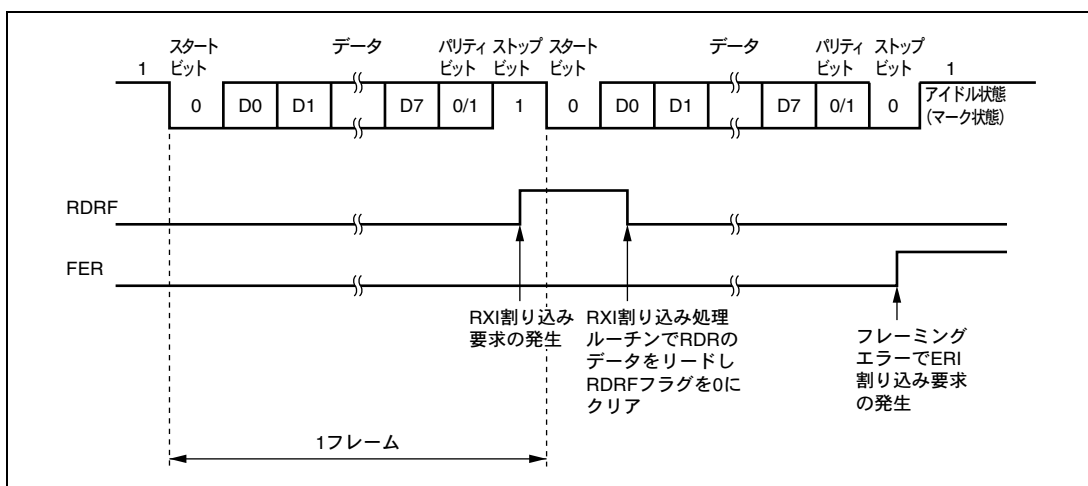 スタート
ビット
データ
パリティ
ビット
ストップ
ビット
スタート
ビット
データ
パリティ
ビット
ストップ
ビット
1
1
0 D0 D1 D7 0/1 1 0 D0 D1 D7 0/1 0
アイドル状態
(マーク状態)
RDRF
FER
RXI割り込み
要求の発生
RXI割り込み処理
ルーチンでRDRの
データをリードし
RDRFフラグを0に
クリア
フレーミング
エラーでERI
割り込み要求
の発生
1フレーム